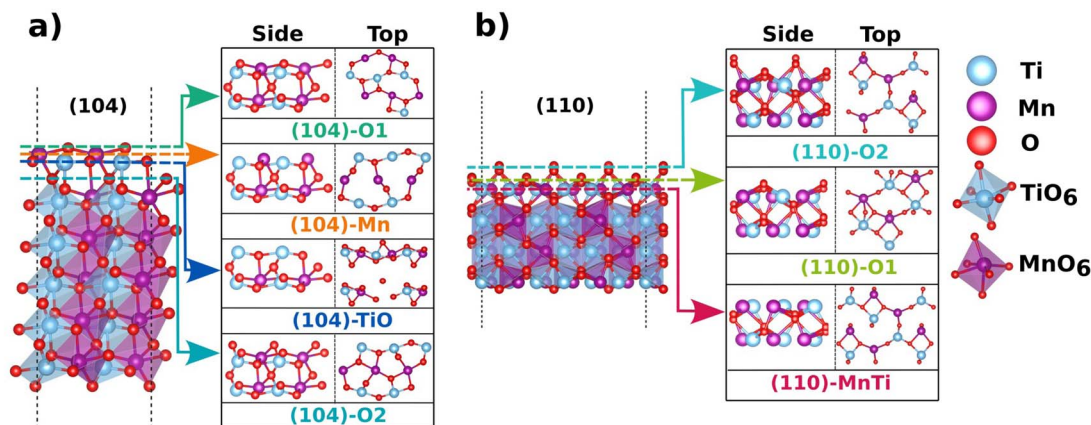 a)
Side Top
(104)
(104)-O1
(104)-Mn
(104)-TiO
(104)-O2
b)
Side Top
(110)
(110)-O2
(110)-O1
(110)-MnTi
Ti
Mn
O
TiO6
MnO6